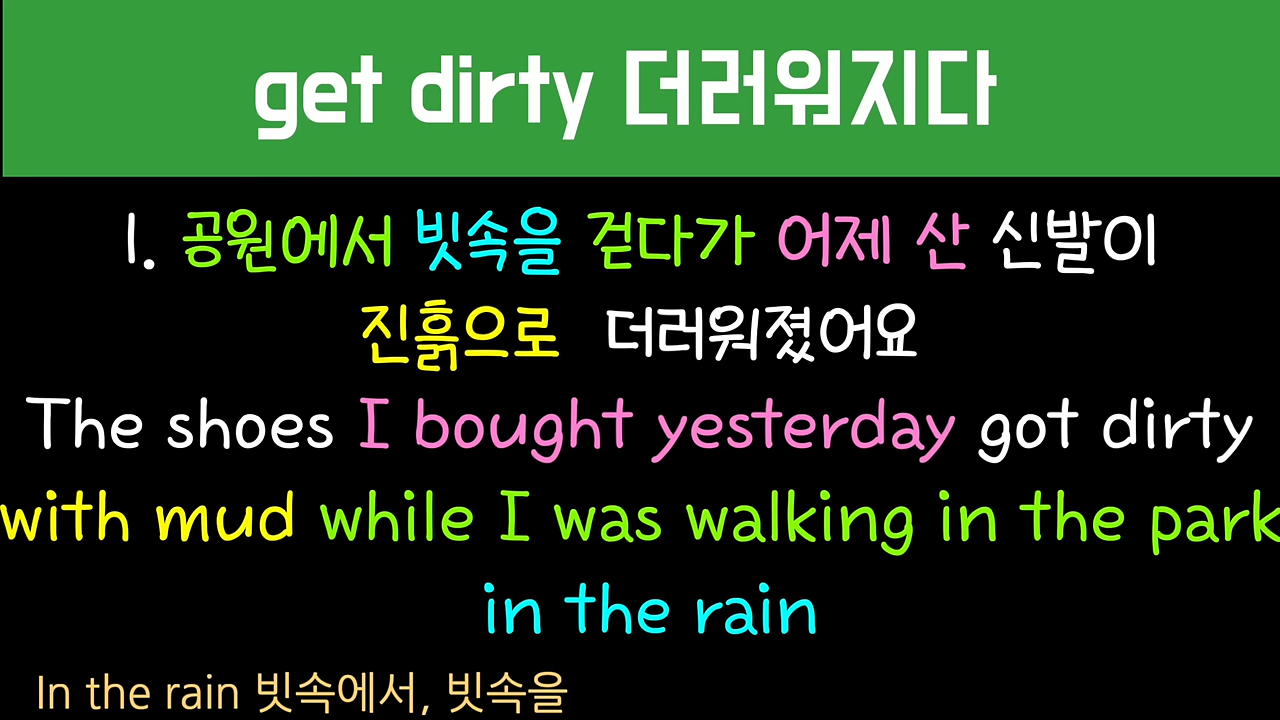 get dirty 더러워지다
1. 공원에서 빗속을 걷다가 어제 산 신발이
진흙으로 더러워졌어요
The shoes I bought yesterday got dirty
with mud while I was walking in the park
in the rain
In the rain 빗속에서, 빗속을